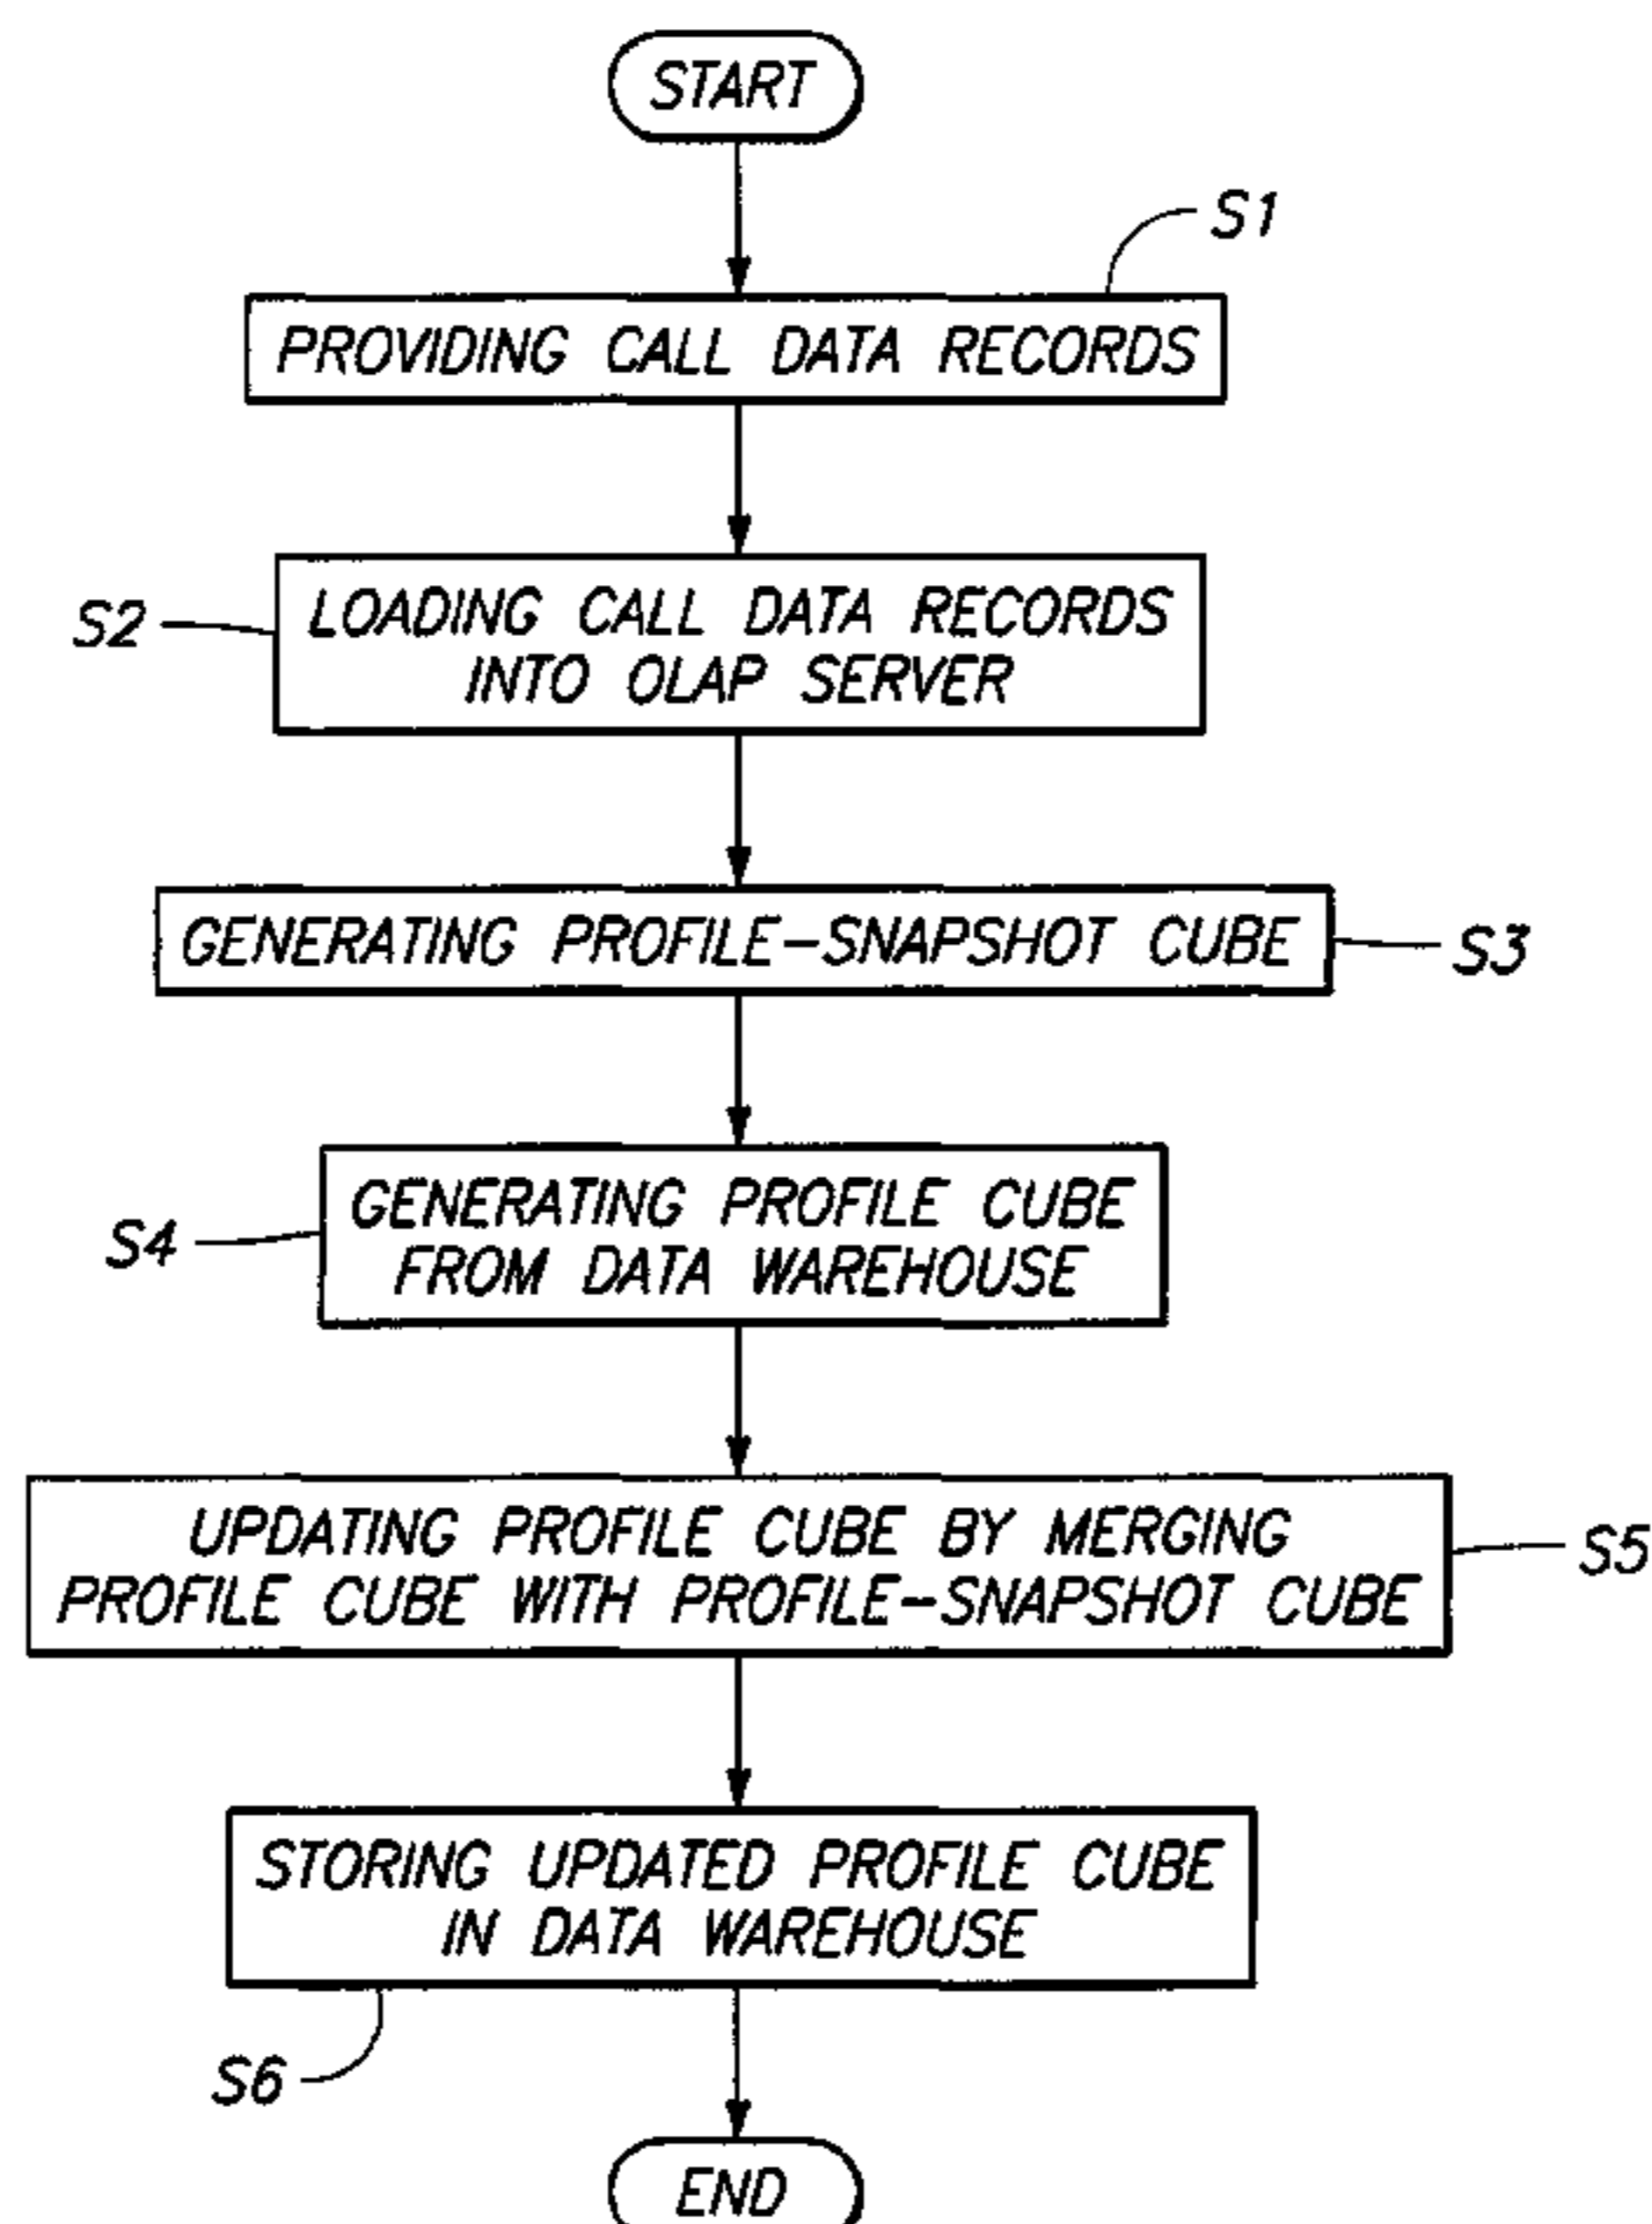 START
S1
PROVIDING CALL DATA RECORDS
S2
LOADING CALL DATA RECORDS
INTO OLAP SERVER
GENERATING PROFILE-SNAPSHOT CUBE
S3
S4
GENERATING PROFILE CUBE
FROM DATA WAREHOUSE
UPDATING PROFILE CUBE BY MERGING
PROFILE CUBE WITH PROFILE-SNAPSHOT CUBE
S5
STORING UPDATED PROFILE CUBE
IN DATA WAREHOUSE
S6
END